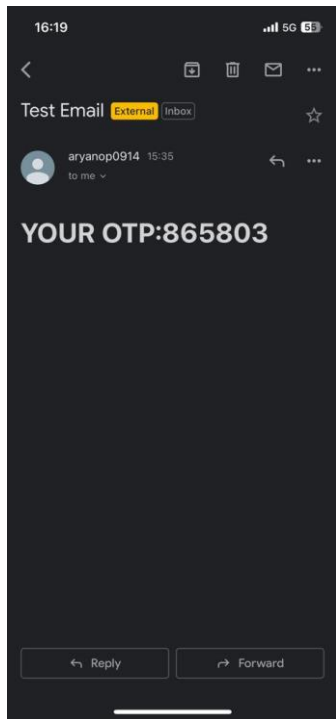 16:19 5G 55
Test Email External Inbox
aryanop0914 15:35
to me
YOUR OTP:865803
Reply Forward